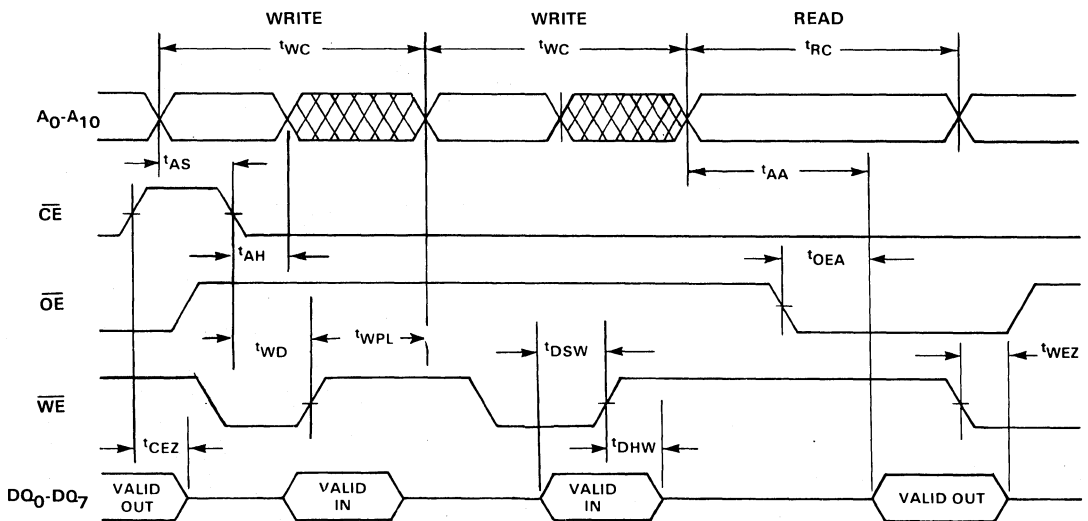 WRITE WRITE READ
tWC tWC tRC
A0-A10
tAS
tAA
CE
tAH
tOEA
OE
tWD tWPL tDSW tWEZ
WE
tCEZ tDHW
DQ0-DQ7 VALID OUT VALID IN VALID IN VALID OUT